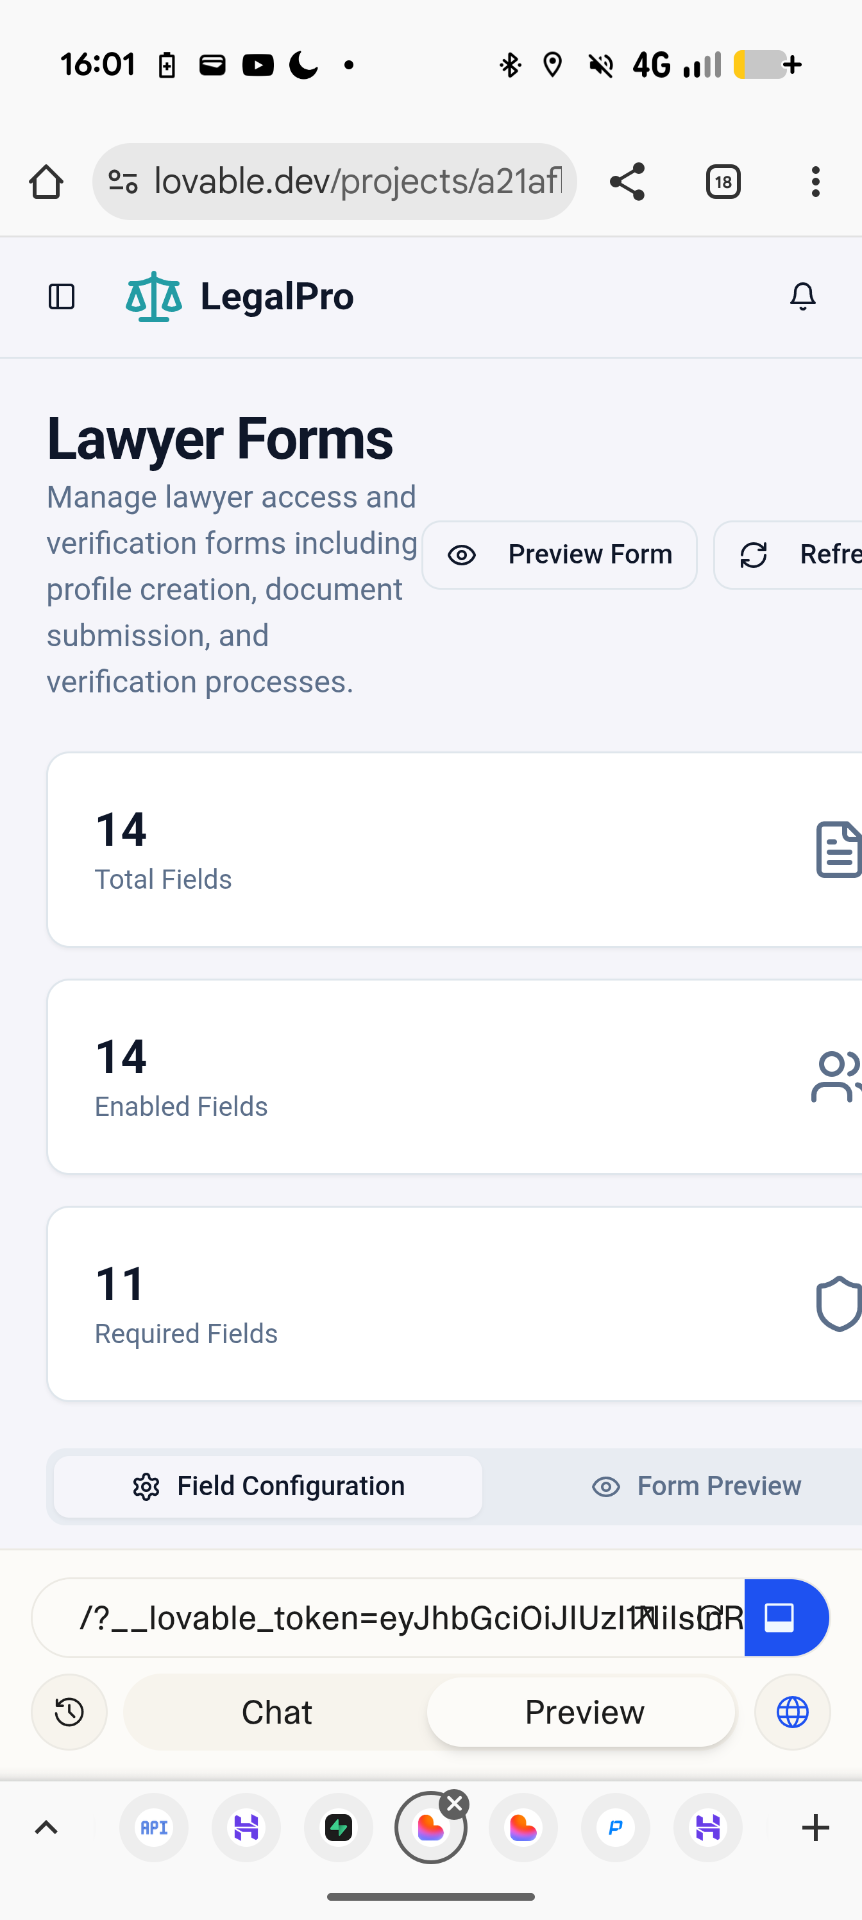 16:01
4G
lovable.dev/projects/a21af
18
LegalPro
Lawyer Forms
Manage lawyer access and
verification forms including
profile creation, document
submission, and
verification processes.
Preview Form
Refre
14
Total Fields
14
Enabled Fields
11
Required Fields
Field Configuration
Form Preview
/?__lovable_token=eyJhbGciOiJIUzI1NiIsInR
Chat
Preview
API